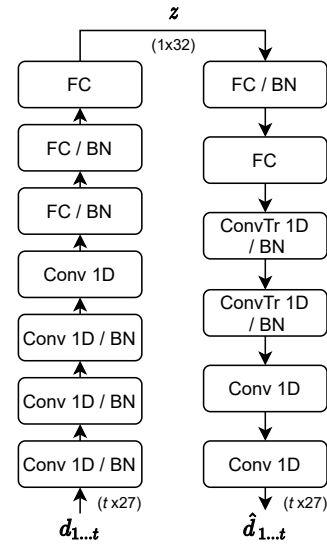 z
(1x32)
FC
FC / BN
FC / BN
Conv 1D
Conv 1D / BN
Conv 1D / BN
Conv 1D / BN
(t x27)
d1...t
FC / BN
FC
ConvTr 1D
/ BN
ConvTr 1D
/ BN
Conv 1D
Conv 1D
(t x27)
d̂1...t